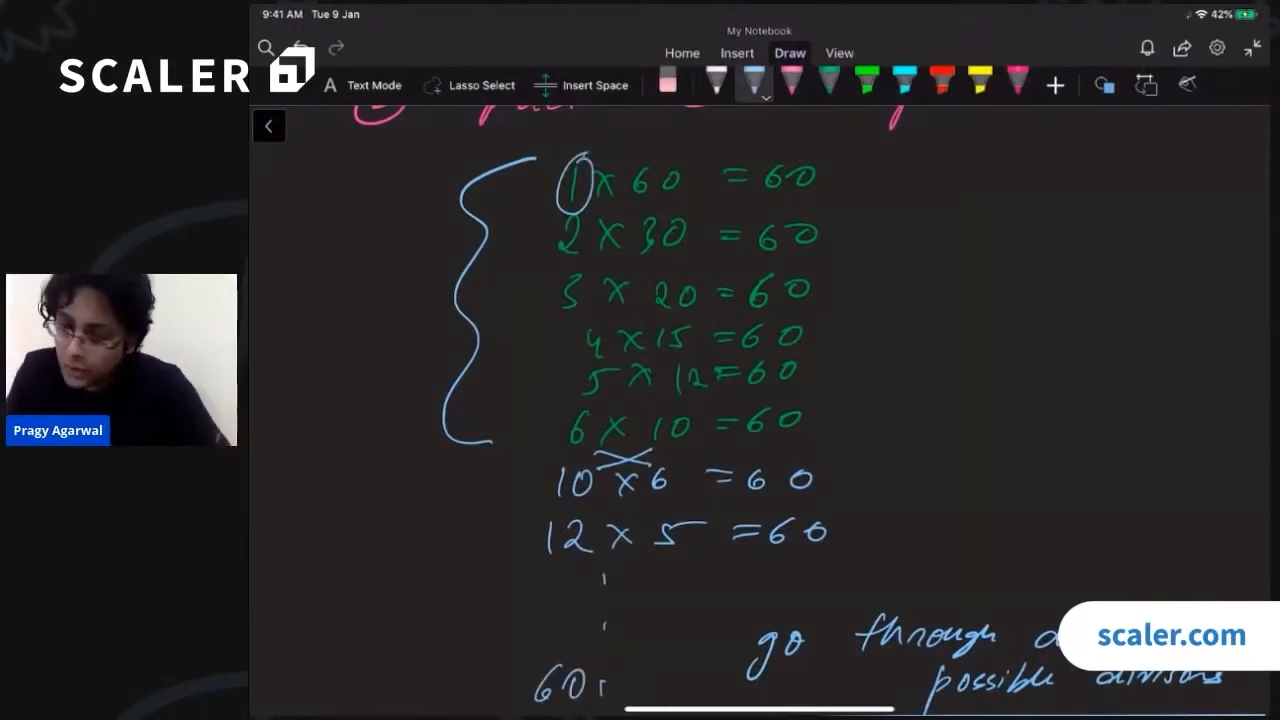 9:41 AM Tue 9 Jan
42%
My Notebook
Home Insert Draw View
SCALER
Text Mode Lasso Select Insert Space
1 x 60 = 60
2 x 30 = 60
3 x 20 = 60
4 x 15 = 60
5 x 12 = 60
6 x 10 = 60
10 x 6 = 60
12 x 5 = 60
60
go through
possible divisors
Pragy Agarwal
scaler.com